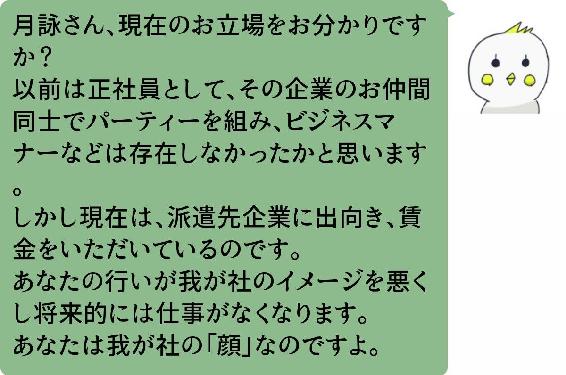 月詠さん、現在のお立場をお分かりです
か？
以前は正社員として、その企業のお仲間
同士でパーティーを組み、ビジネスマ
ナーなどは存在しなかったかと思います
。
しかし現在は、派遣先企業に出向き、賃
金をいただいているのです。
あなたの行いが我が社のイメージを悪く
し将来的には仕事がなくなります。
あなたは我が社の「顔」なのですよ。